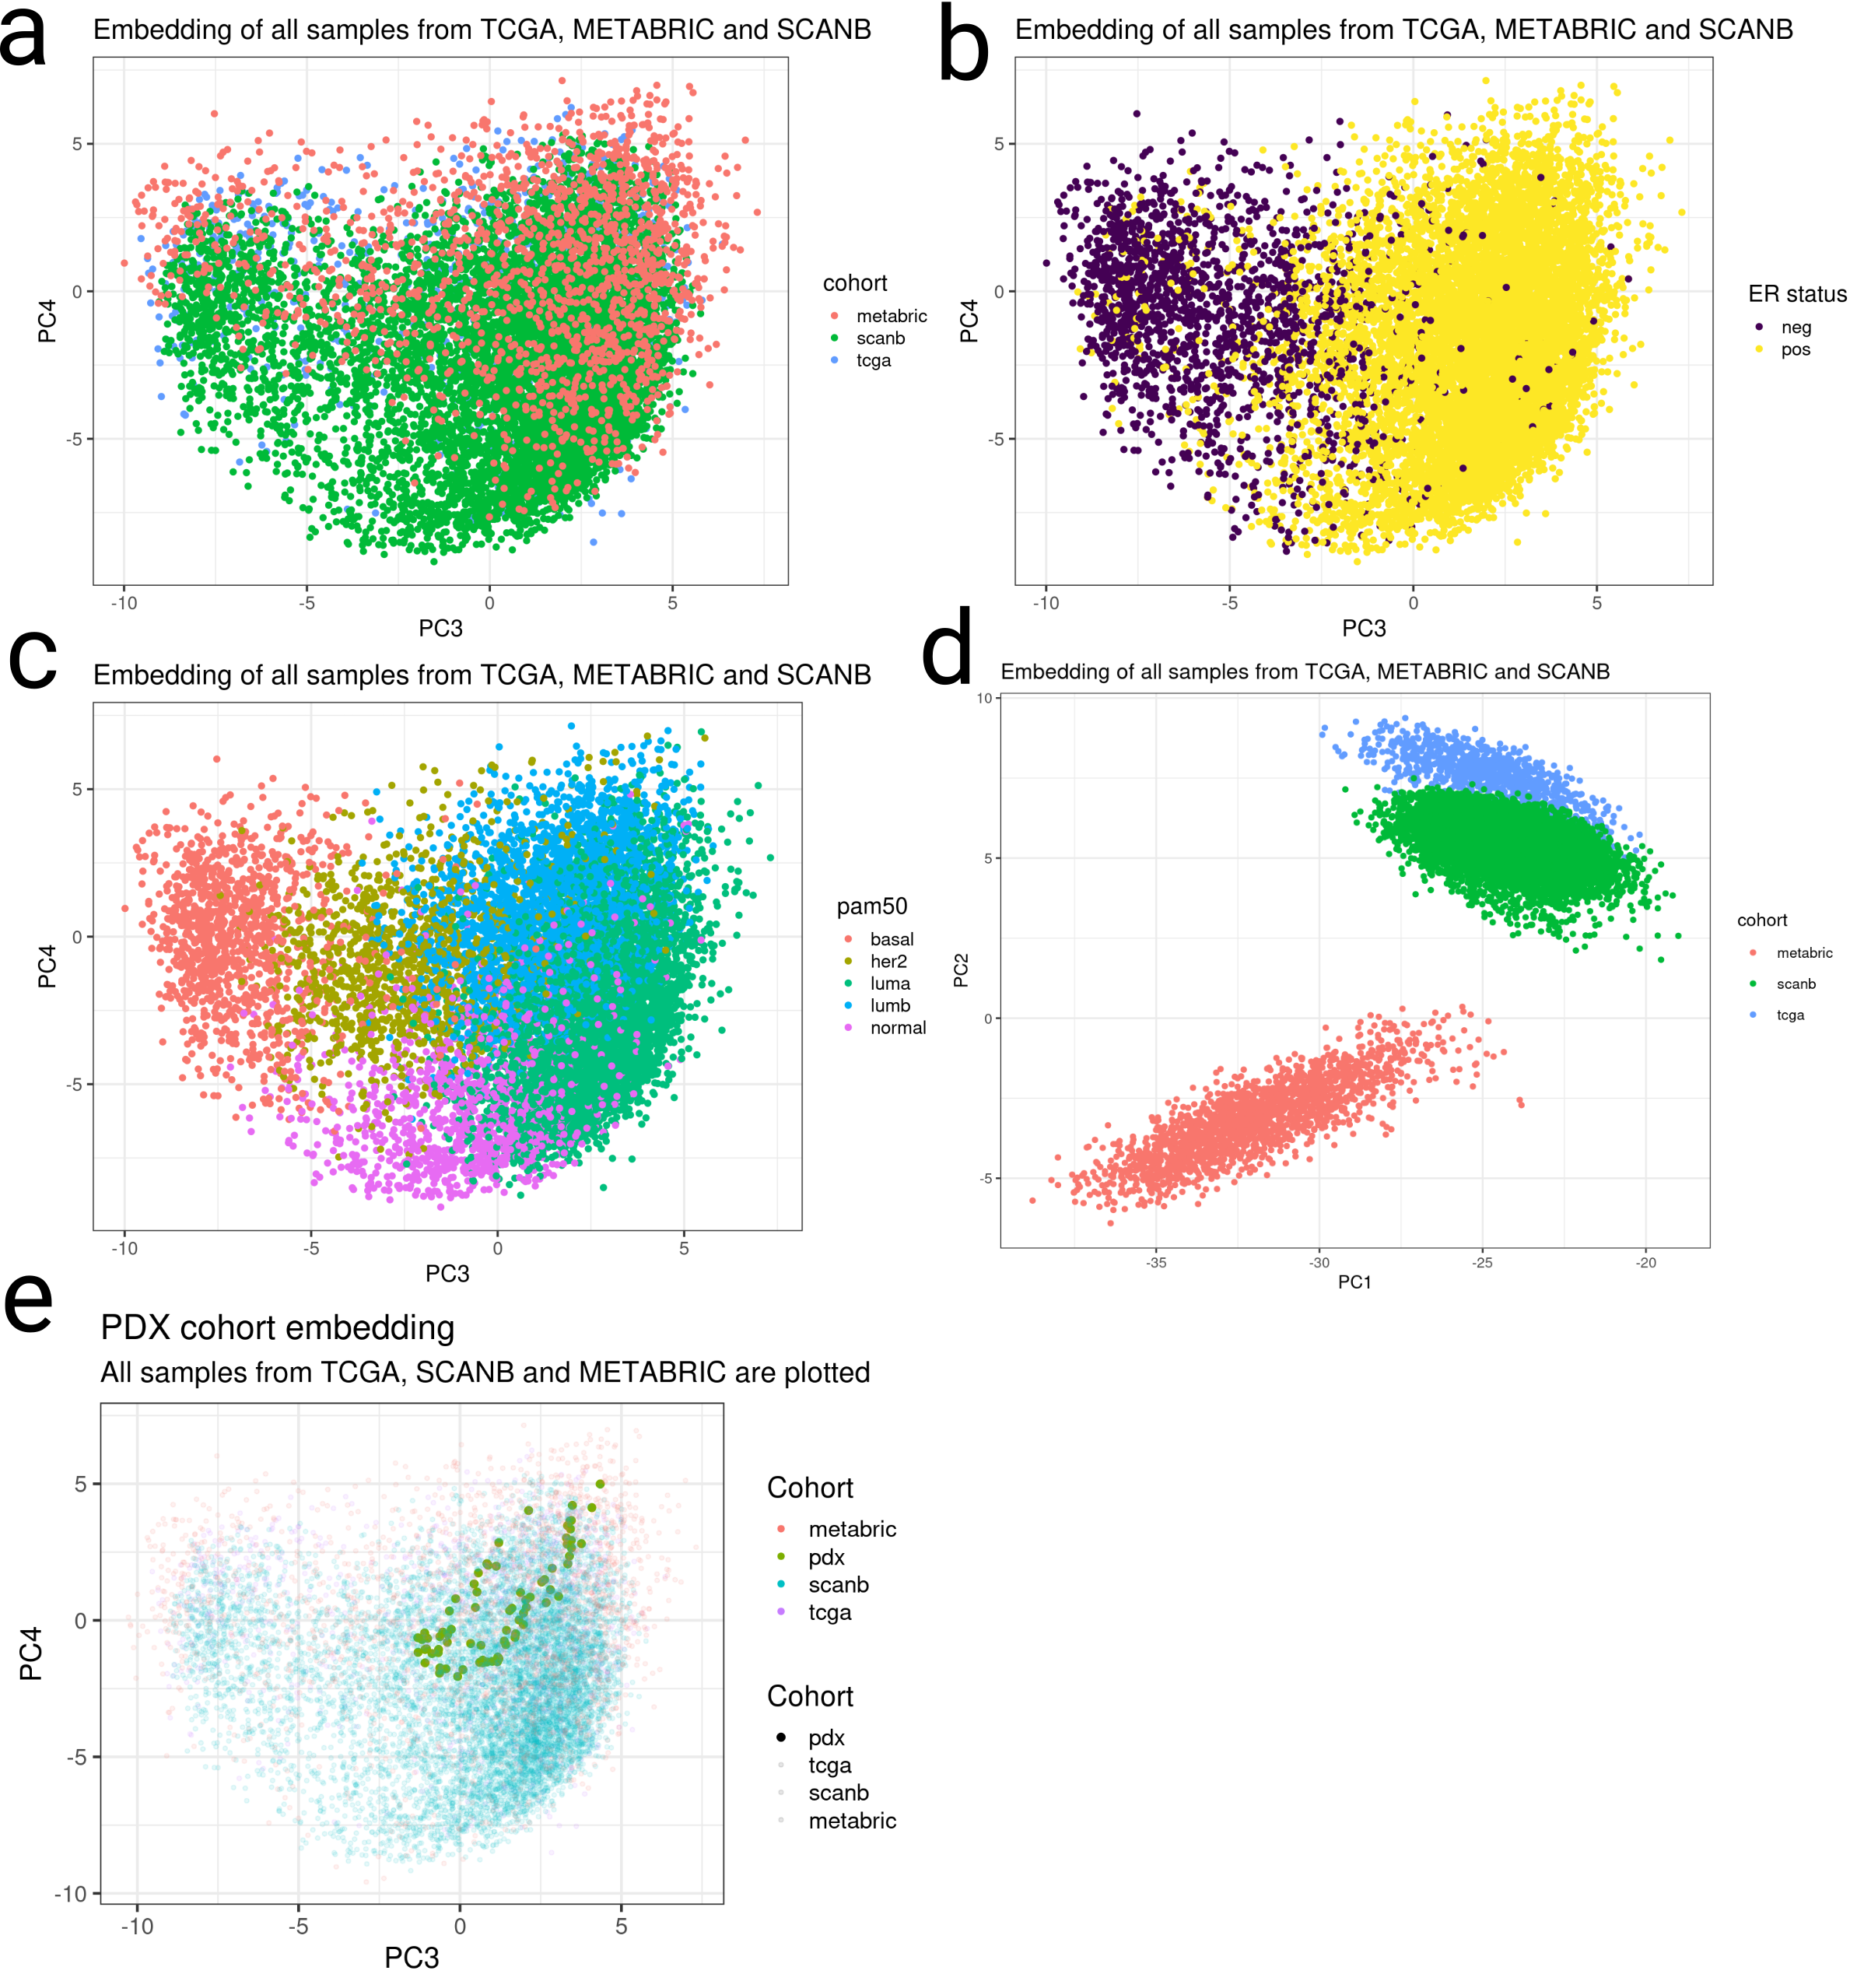 a
Embedding of all samples from TCGA, METABRIC and SCANB
5
0
-5
-10
-5
0
5
PC3
PC4
cohort
metabric
scanb
tcga
b
Embedding of all samples from TCGA, METABRIC and SCANB
5
0
-5
-10
-5
0
5
PC3
PC4
ER status
neg
pos
c
Embedding of all samples from TCGA, METABRIC and SCANB
5
0
-5
-10
-5
0
5
PC3
PC4
pam50
basal
her2
luma
lumb
normal
d
Embedding of all samples from TCGA, METABRIC and SCANB
10
5
0
-5
-35
-30
-25
-20
PC1
PC2
cohort
metabric
scanb
tcga
e
PDX cohort embedding
All samples from TCGA, SCANB and METABRIC are plotted
5
0
-5
-10
-10
-5
0
5
PC3
PC4
Cohort
metabric
pdx
scanb
tcga
Cohort
pdx
tcga
scanb
metabric